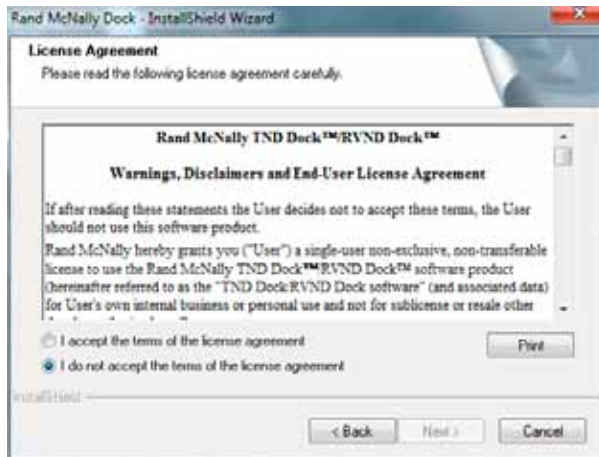 Rand McNally Dock - InstallShield Wizard
License Agreement
Please read the following license agreement carefully.
Rand McNally TND Dock™/RVND Dock™
Warnings, Disclaimers and End-User License Agreement
If after reading these statements the User decides not to accept these terms, the User
should not use this software product.
Rand McNally hereby grants you ("User") a single-user non-exclusive, non-transferable
license to use the Rand McNally TND Dock™RVND Dock™ software product
(hereinafter referred to as the "TND Dock/RVND Dock software" (and associated data)
for User's own internal business or personal use and not for sublicense or resale other
I accept the terms of the license agreement
Print
I do not accept the terms of the license agreement
InstallShield
< Back
Next >
Cancel